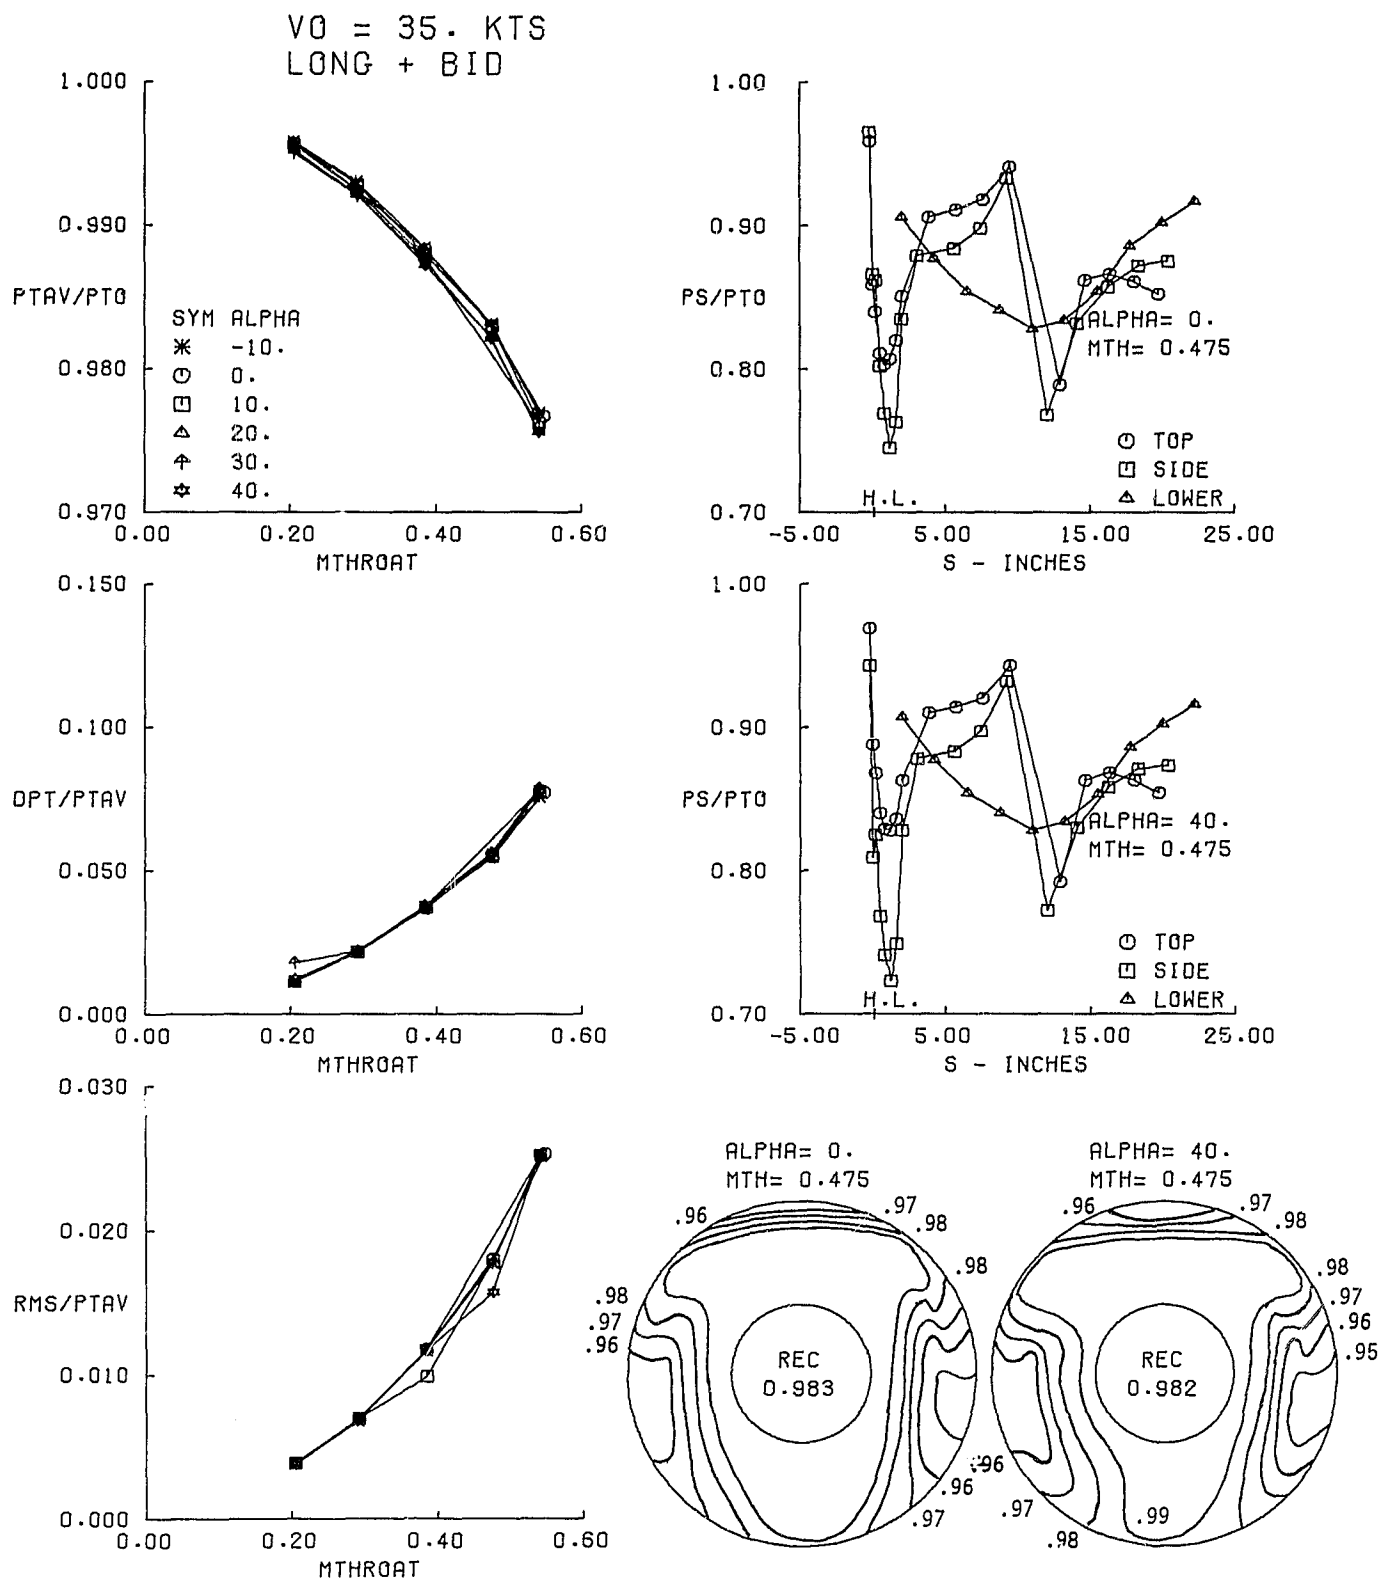 VO = 35. KTS
LONG + BID
1.000
0.990
PTAV/PTO
0.980
0.970
SYM ALPHA
-10.
0.
10.
20.
30.
40.
0.00 0.20 0.40 0.60
MTHROAT
1.00
0.90
PS/PTO
0.80
0.70
ALPHA= 0.
MTH= 0.475
TOP
SIDE
LOWER
H.L.
-5.00 5.00 15.00 25.00
S - INCHES
0.150
0.100
DPT/PTAV
0.050
0.000
0.00 0.20 0.40 0.60
MTHROAT
1.00
0.90
PS/PTO
0.80
0.70
ALPHA= 40.
MTH= 0.475
TOP
SIDE
LOWER
H.L.
-5.00 5.00 15.00 25.00
S - INCHES
0.030
0.020
RMS/PTAV
0.010
0.000
0.00 0.20 0.40 0.60
MTHROAT
ALPHA= 0.
MTH= 0.475
.96
.97
.98
.98
.98
.97
.96
REC
0.983
.96
.96
.97
ALPHA= 40.
MTH= 0.475
.96
.97
.98
.98
.97
.96
.95
REC
0.982
.97
.98
.99